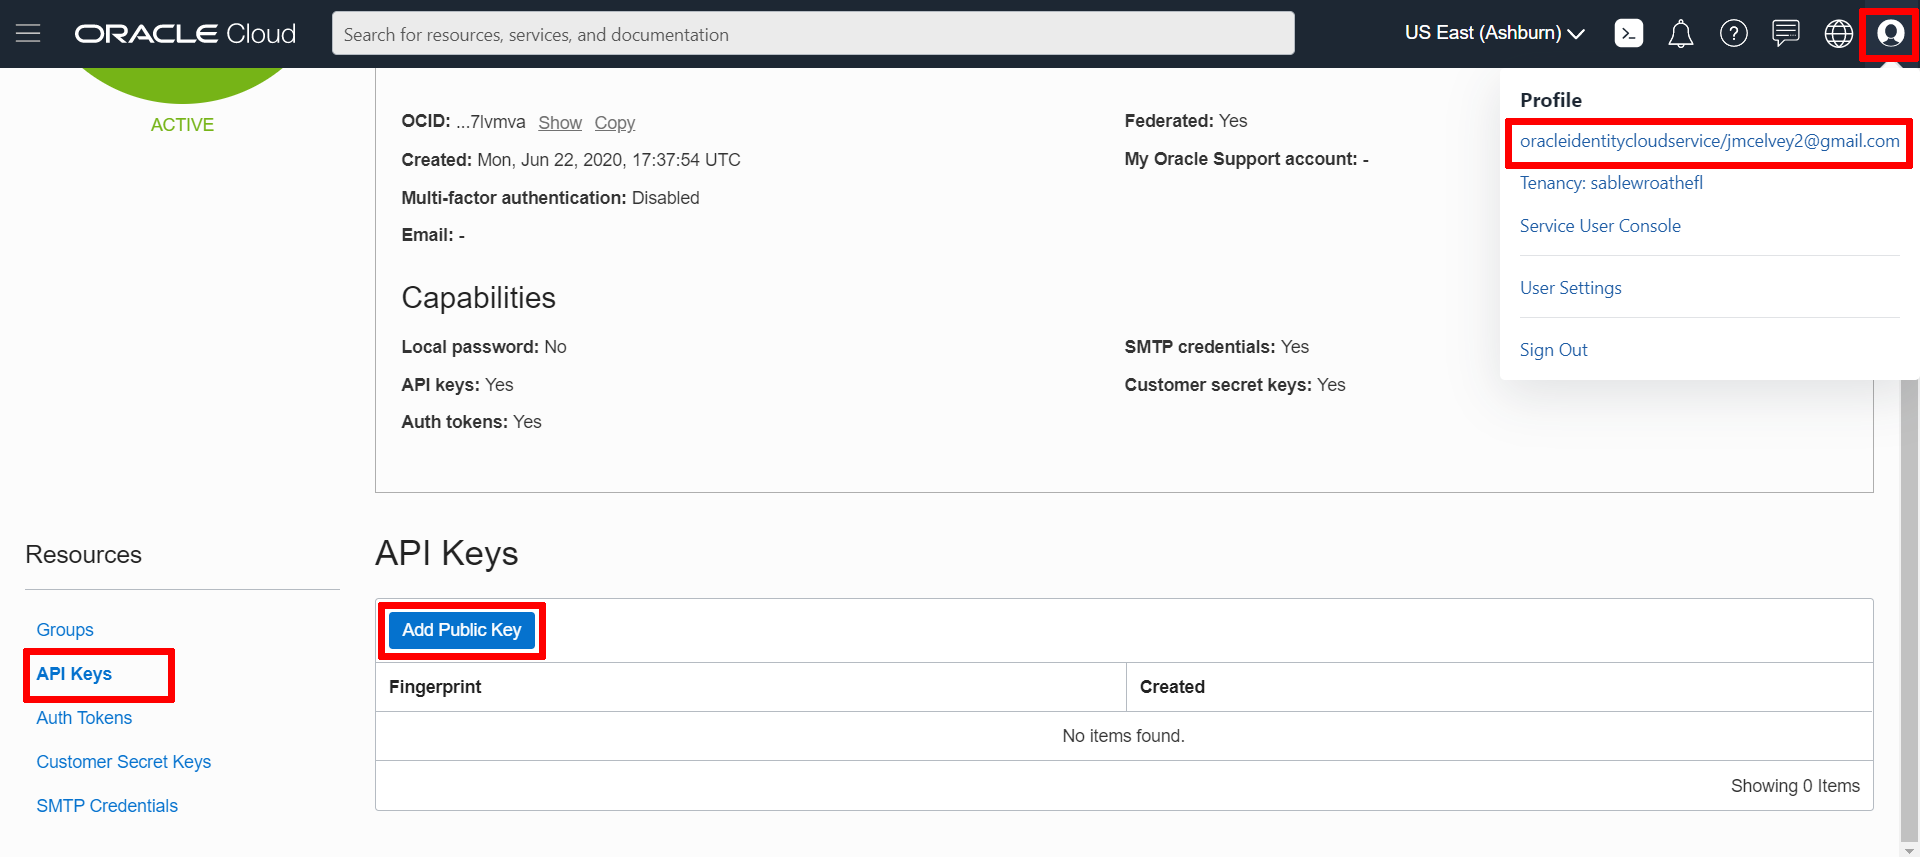 ORACLE Cloud
Search for resources, services, and documentation
US East (Ashburn)
Profile
oracleidentitycloudservice/jmcelvey2@gmail.com
Tenancy: sablewroathefl
Service User Console
User Settings
Sign Out
ACTIVE
OCID: ...7lvmva Show Copy
Created: Mon, Jun 22, 2020, 17:37:54 UTC
Multi-factor authentication: Disabled
Email: -
Federated: Yes
My Oracle Support account: -
Capabilities
Local password: No
API keys: Yes
Auth tokens: Yes
SMTP credentials: Yes
Customer secret keys: Yes
Resources
Groups
API Keys
Auth Tokens
Customer Secret Keys
SMTP Credentials
API Keys
Add Public Key
Fingerprint
Created
No items found.
Showing 0 Items